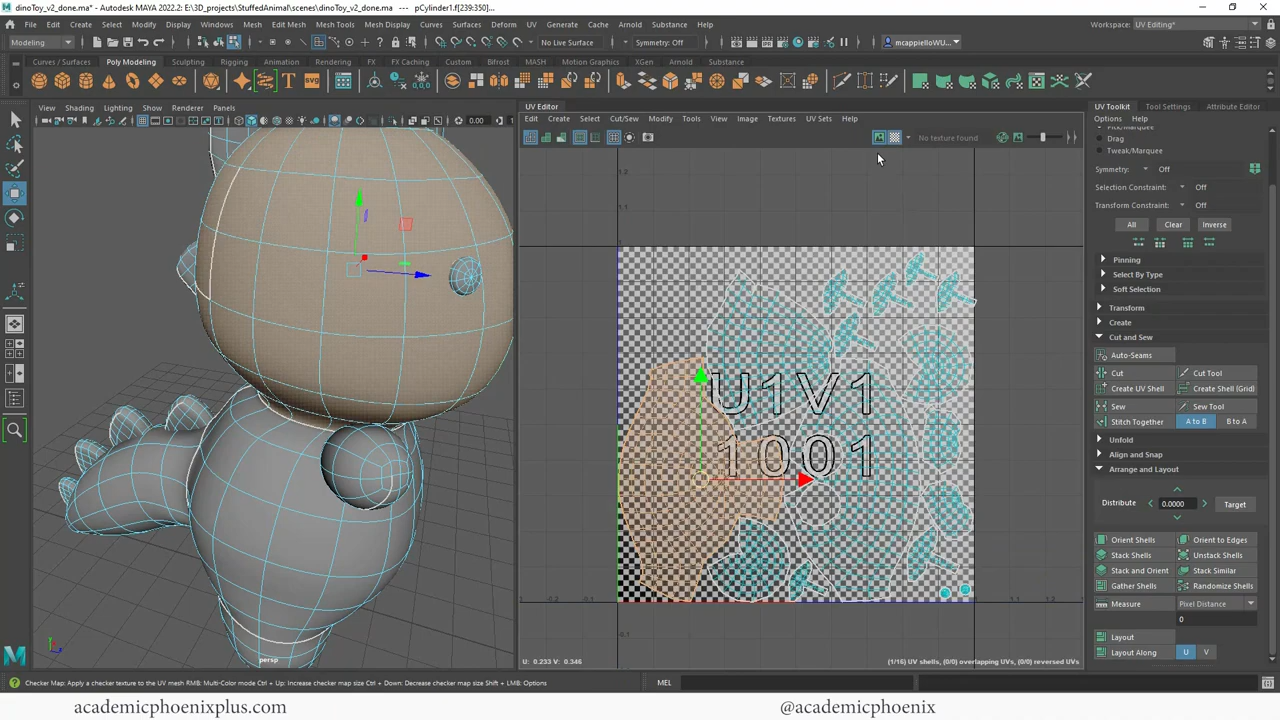 dinoToy_v2_done.ma* - Autodesk MAYA 2022.2: E:\3D_projects\StuffedAnimal\scenes\dinoToy_v2_done.ma --- pCylinder1.f[239:350]...
File Edit Create Select Modify Display Windows Mesh Edit Mesh Mesh Tools Mesh Display Curves Surfaces Deform UV Generate Cache Arnold Substance Help
Workspace: UV Editing*
Modeling No Live Surface Symmetry: Off mcappielloWU...
Curves / Surfaces Poly Modeling Sculpting Rigging Animation Rendering FX FX Caching Custom Bifrost MASH Motion Graphics XGen Arnold Substance
View Shading Lighting Show Renderer Panels
0.00
persp
UV Editor
Edit Create Select Cut/Sew Modify Tools View Image Textures UV Sets Help
No texture found
U1V1
1001
U: 0.233 V: 0.346
(1/16) UV shells, (0/0) overlapping UVs, (0/0) reversed UVs
UV Toolkit Tool Settings Attribute Editor
Options Help
Drag
Tweak/Marquee
Symmetry: Off
Selection Constraint: Off
Transform Constraint: Off
All Clear Inverse
Pinning
Select By Type
Soft Selection
Transform
Create
Cut and Sew
Auto-Seams
Cut Cut Tool
Create UV Shell Create Shell (Grid)
Sew Sew Tool
Stitch Together A to B B to A
Unfold
Align and Snap
Arrange and Layout
Distribute 0.0000 Target
Orient Shells Orient to Edges
Stack Shells Unstack Shells
Stack and Orient Stack Similar
Gather Shells Randomize Shells
Measure Pixel Distance
0
Layout
Layout Along U V
Checker Map: Apply a checker texture to the UV mesh RMB: Multi-Color mode Ctrl + Up: Increase checker map size Ctrl + Down: Decrease checker map Size Shift + LMB: Options
MEL
academicphoenixplus.com
@academicphoenix